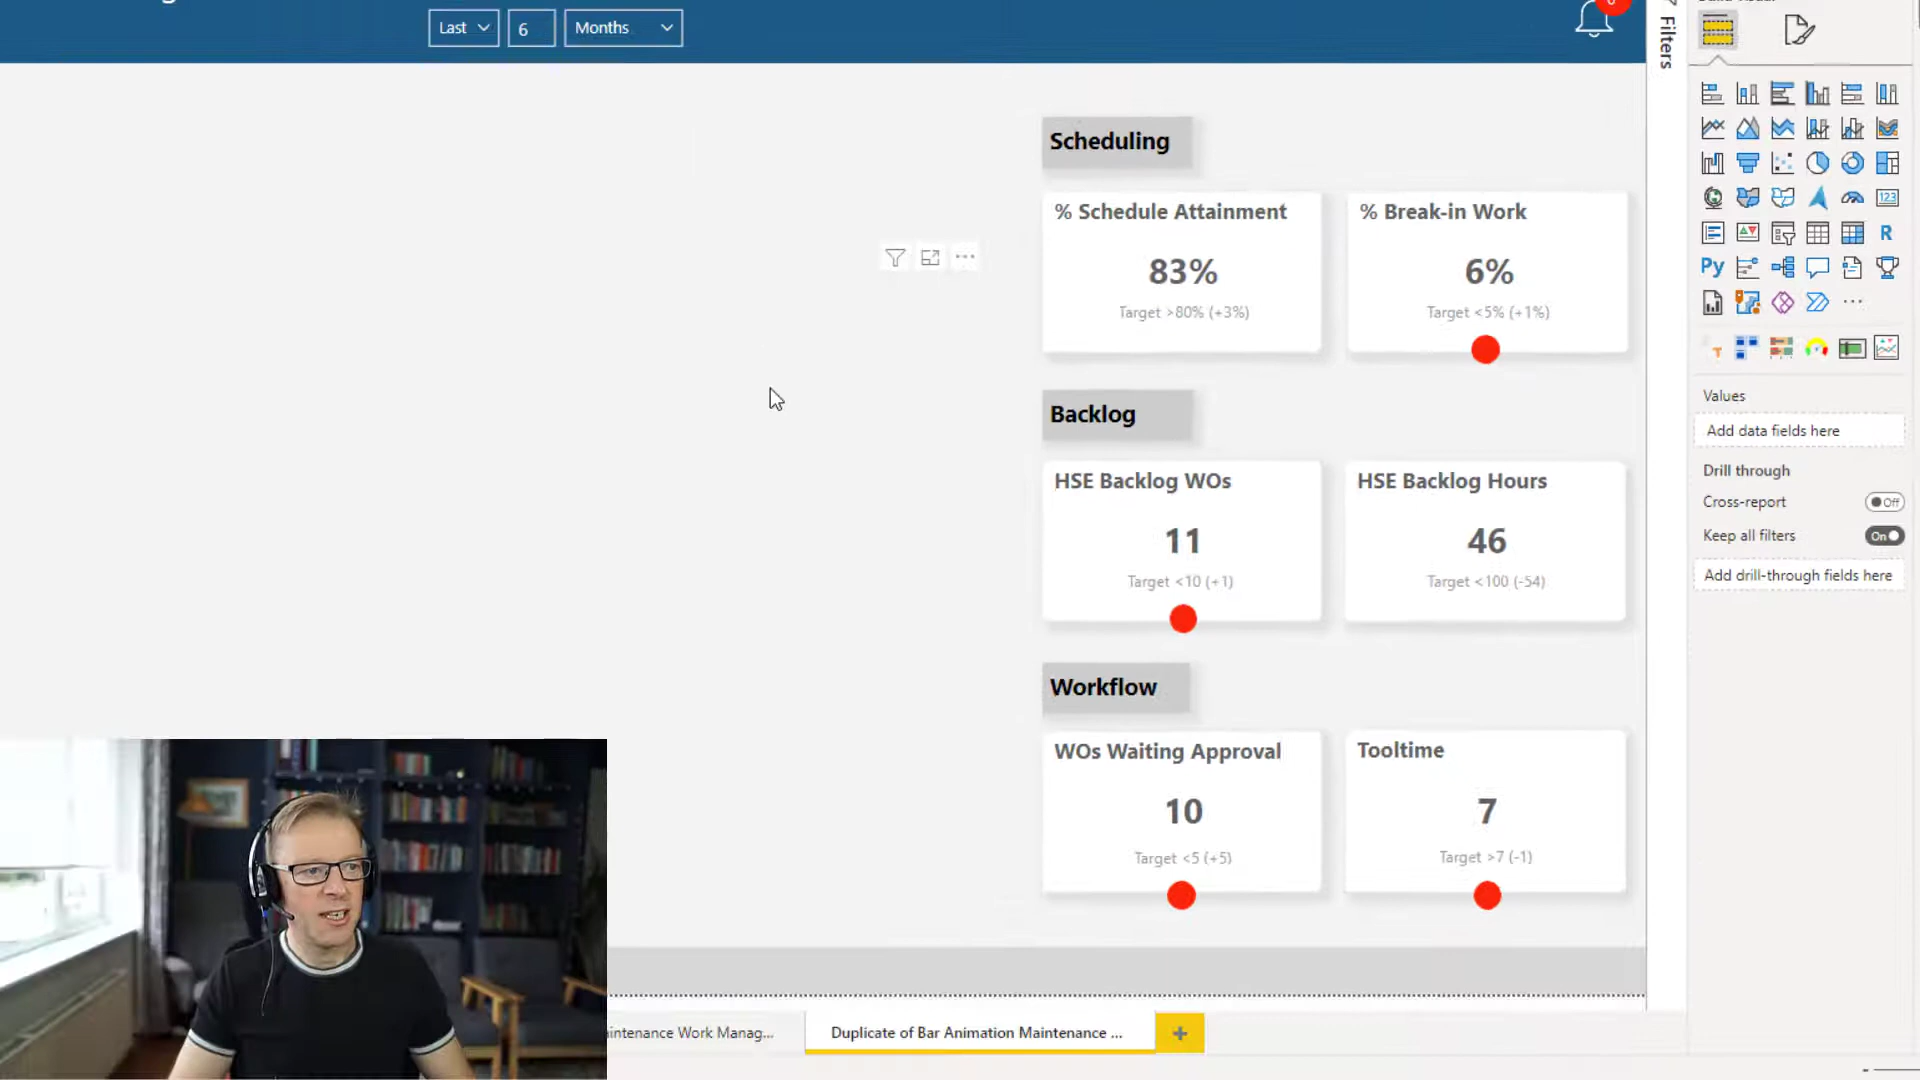 Last
6
Months
Filters
Scheduling
% Schedule Attainment
83%
Target >80% (+3%)
% Break-in Work
6%
Target <5% (+1%)
Backlog
HSE Backlog WOs
11
Target <10 (+1)
HSE Backlog Hours
46
Target <100 (-54)
Workflow
WOs Waiting Approval
10
Target <5 (+5)
Tooltime
7
Target >7 (-1)
123
R
Py
Values
Add data fields here
Drill through
Cross-report
Off
Keep all filters
On
Add drill-through fields here
intenance Work Manag...
Duplicate of Bar Animation Maintenance ...
+